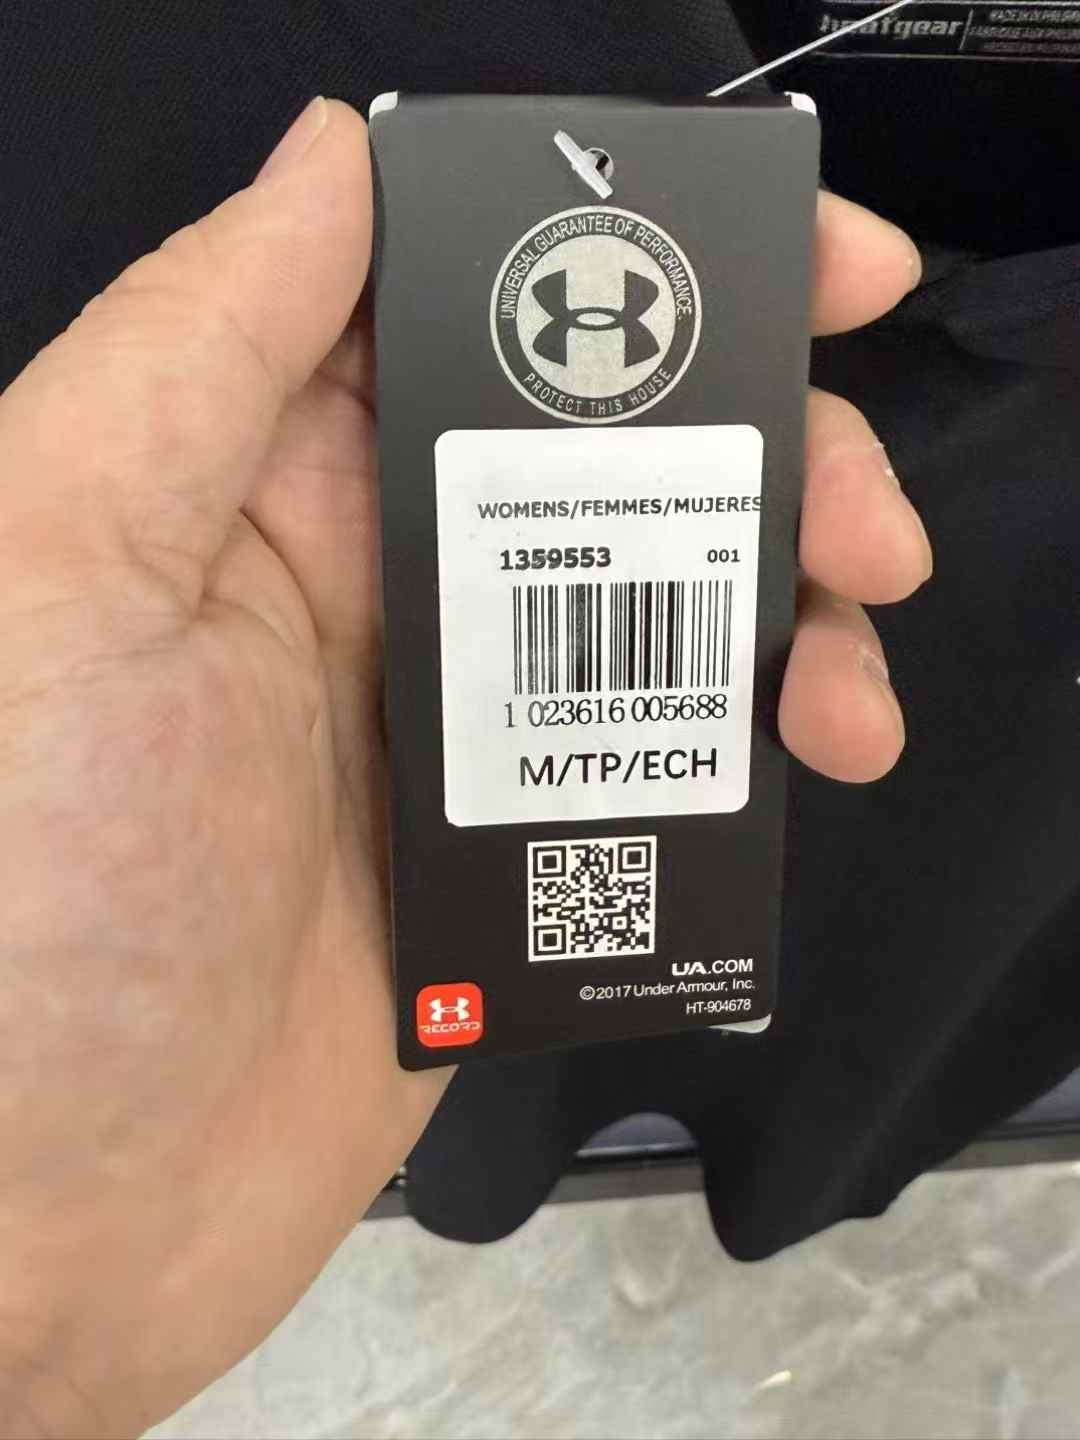 heatgear
UNIVERSAL GUARANTEE OF PERFORMANCE.
PROTECT THIS HOUSE
WOMENS/FEMMES/MUJERES
1359553 001
1 023616 005688
M/TP/ECH
UA.COM
©2017 Under Armour, Inc.
HT-904678
RECORD